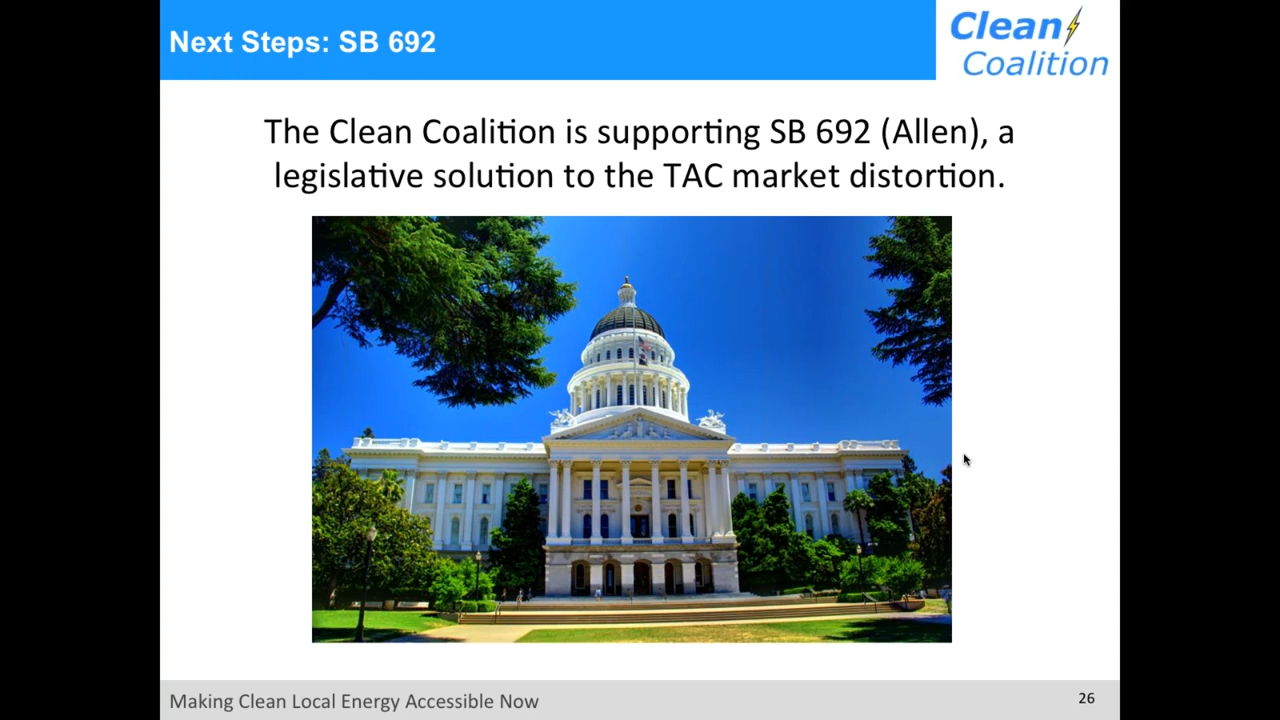 Next Steps: SB 692
Clean
Coalition
The Clean Coalition is supporting SB 692 (Allen), a
legislative solution to the TAC market distortion.
Making Clean Local Energy Accessible Now
26